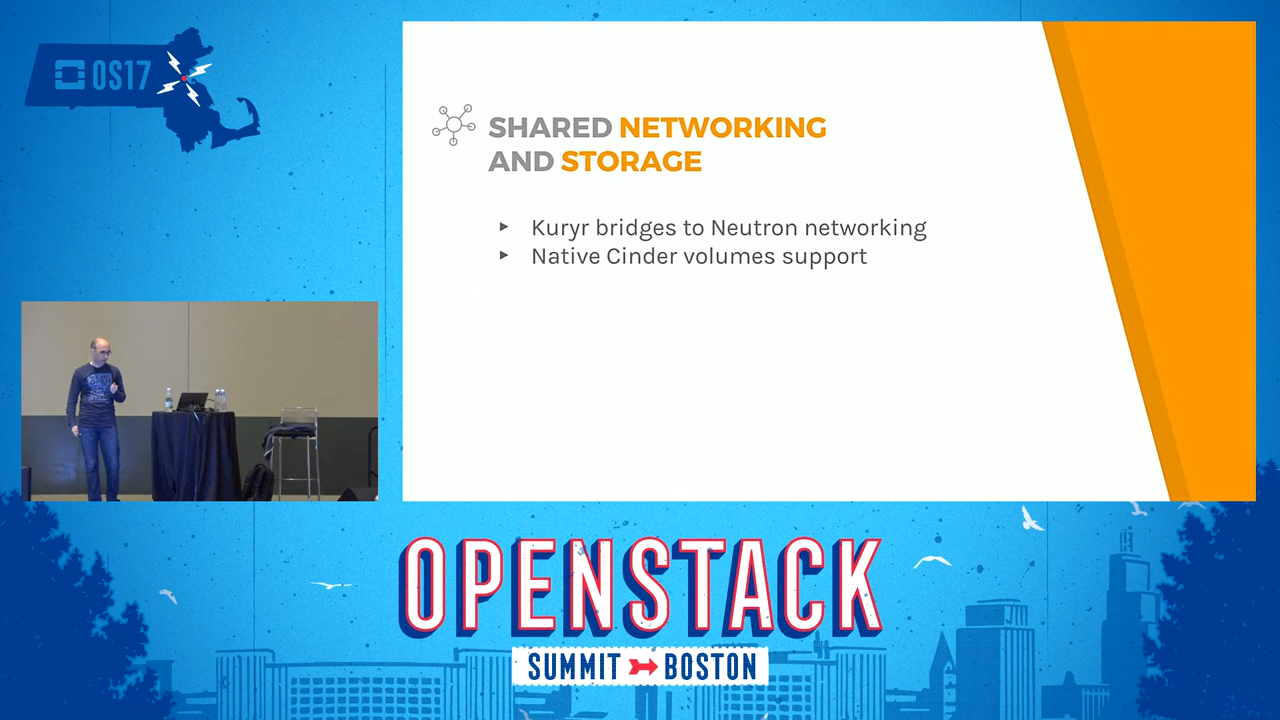 OS17
SHARED NETWORKING
AND STORAGE
▸ Kuryr bridges to Neutron networking
▸ Native Cinder volumes support
OPENSTACK
SUMMIT BOSTON